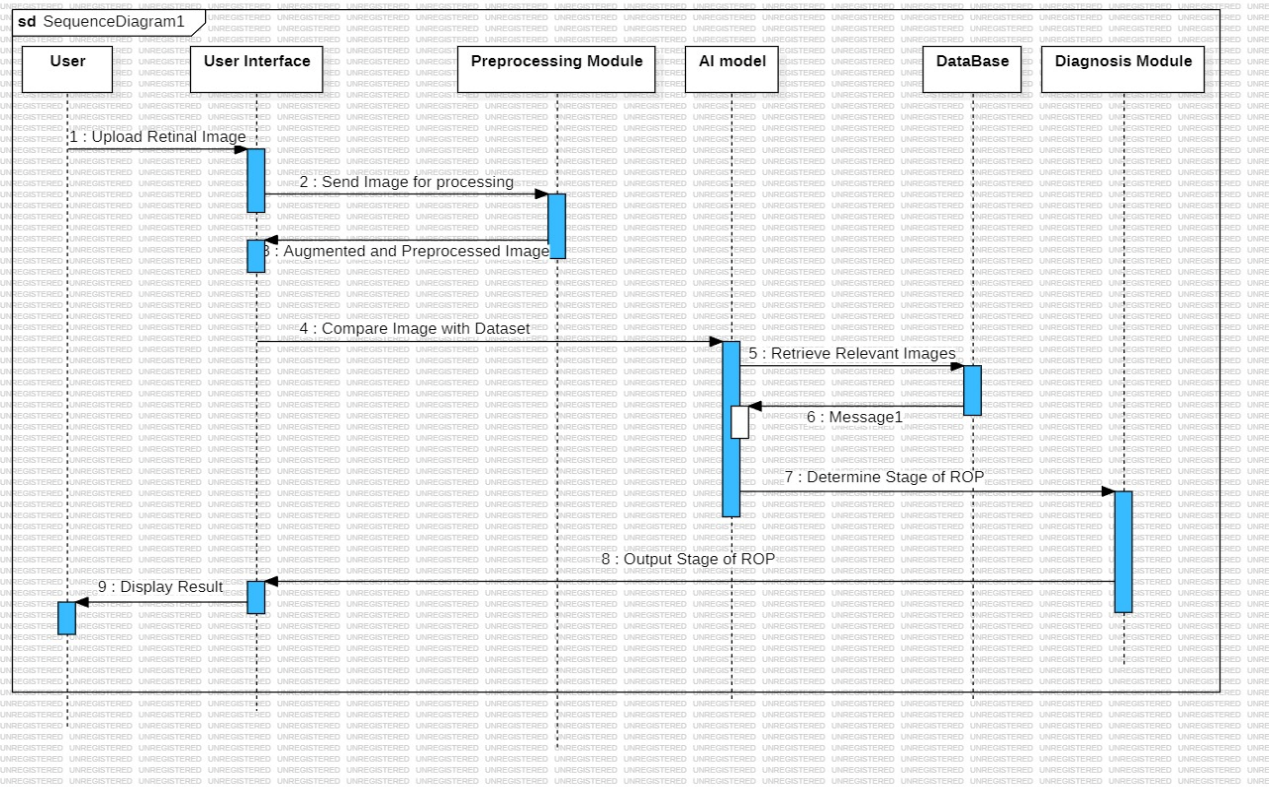 sd SequenceDiagram1
User
User Interface
Preprocessing Module
AI model
DataBase
Diagnosis Module
1 : Upload Retinal Image
2 : Send Image for processing
3 : Augmented and Preprocessed Image
4 : Compare Image with Dataset
5 : Retrieve Relevant Images
6 : Message1
7 : Determine Stage of ROP
8 : Output Stage of ROP
9 : Display Result
UNREGISTERED